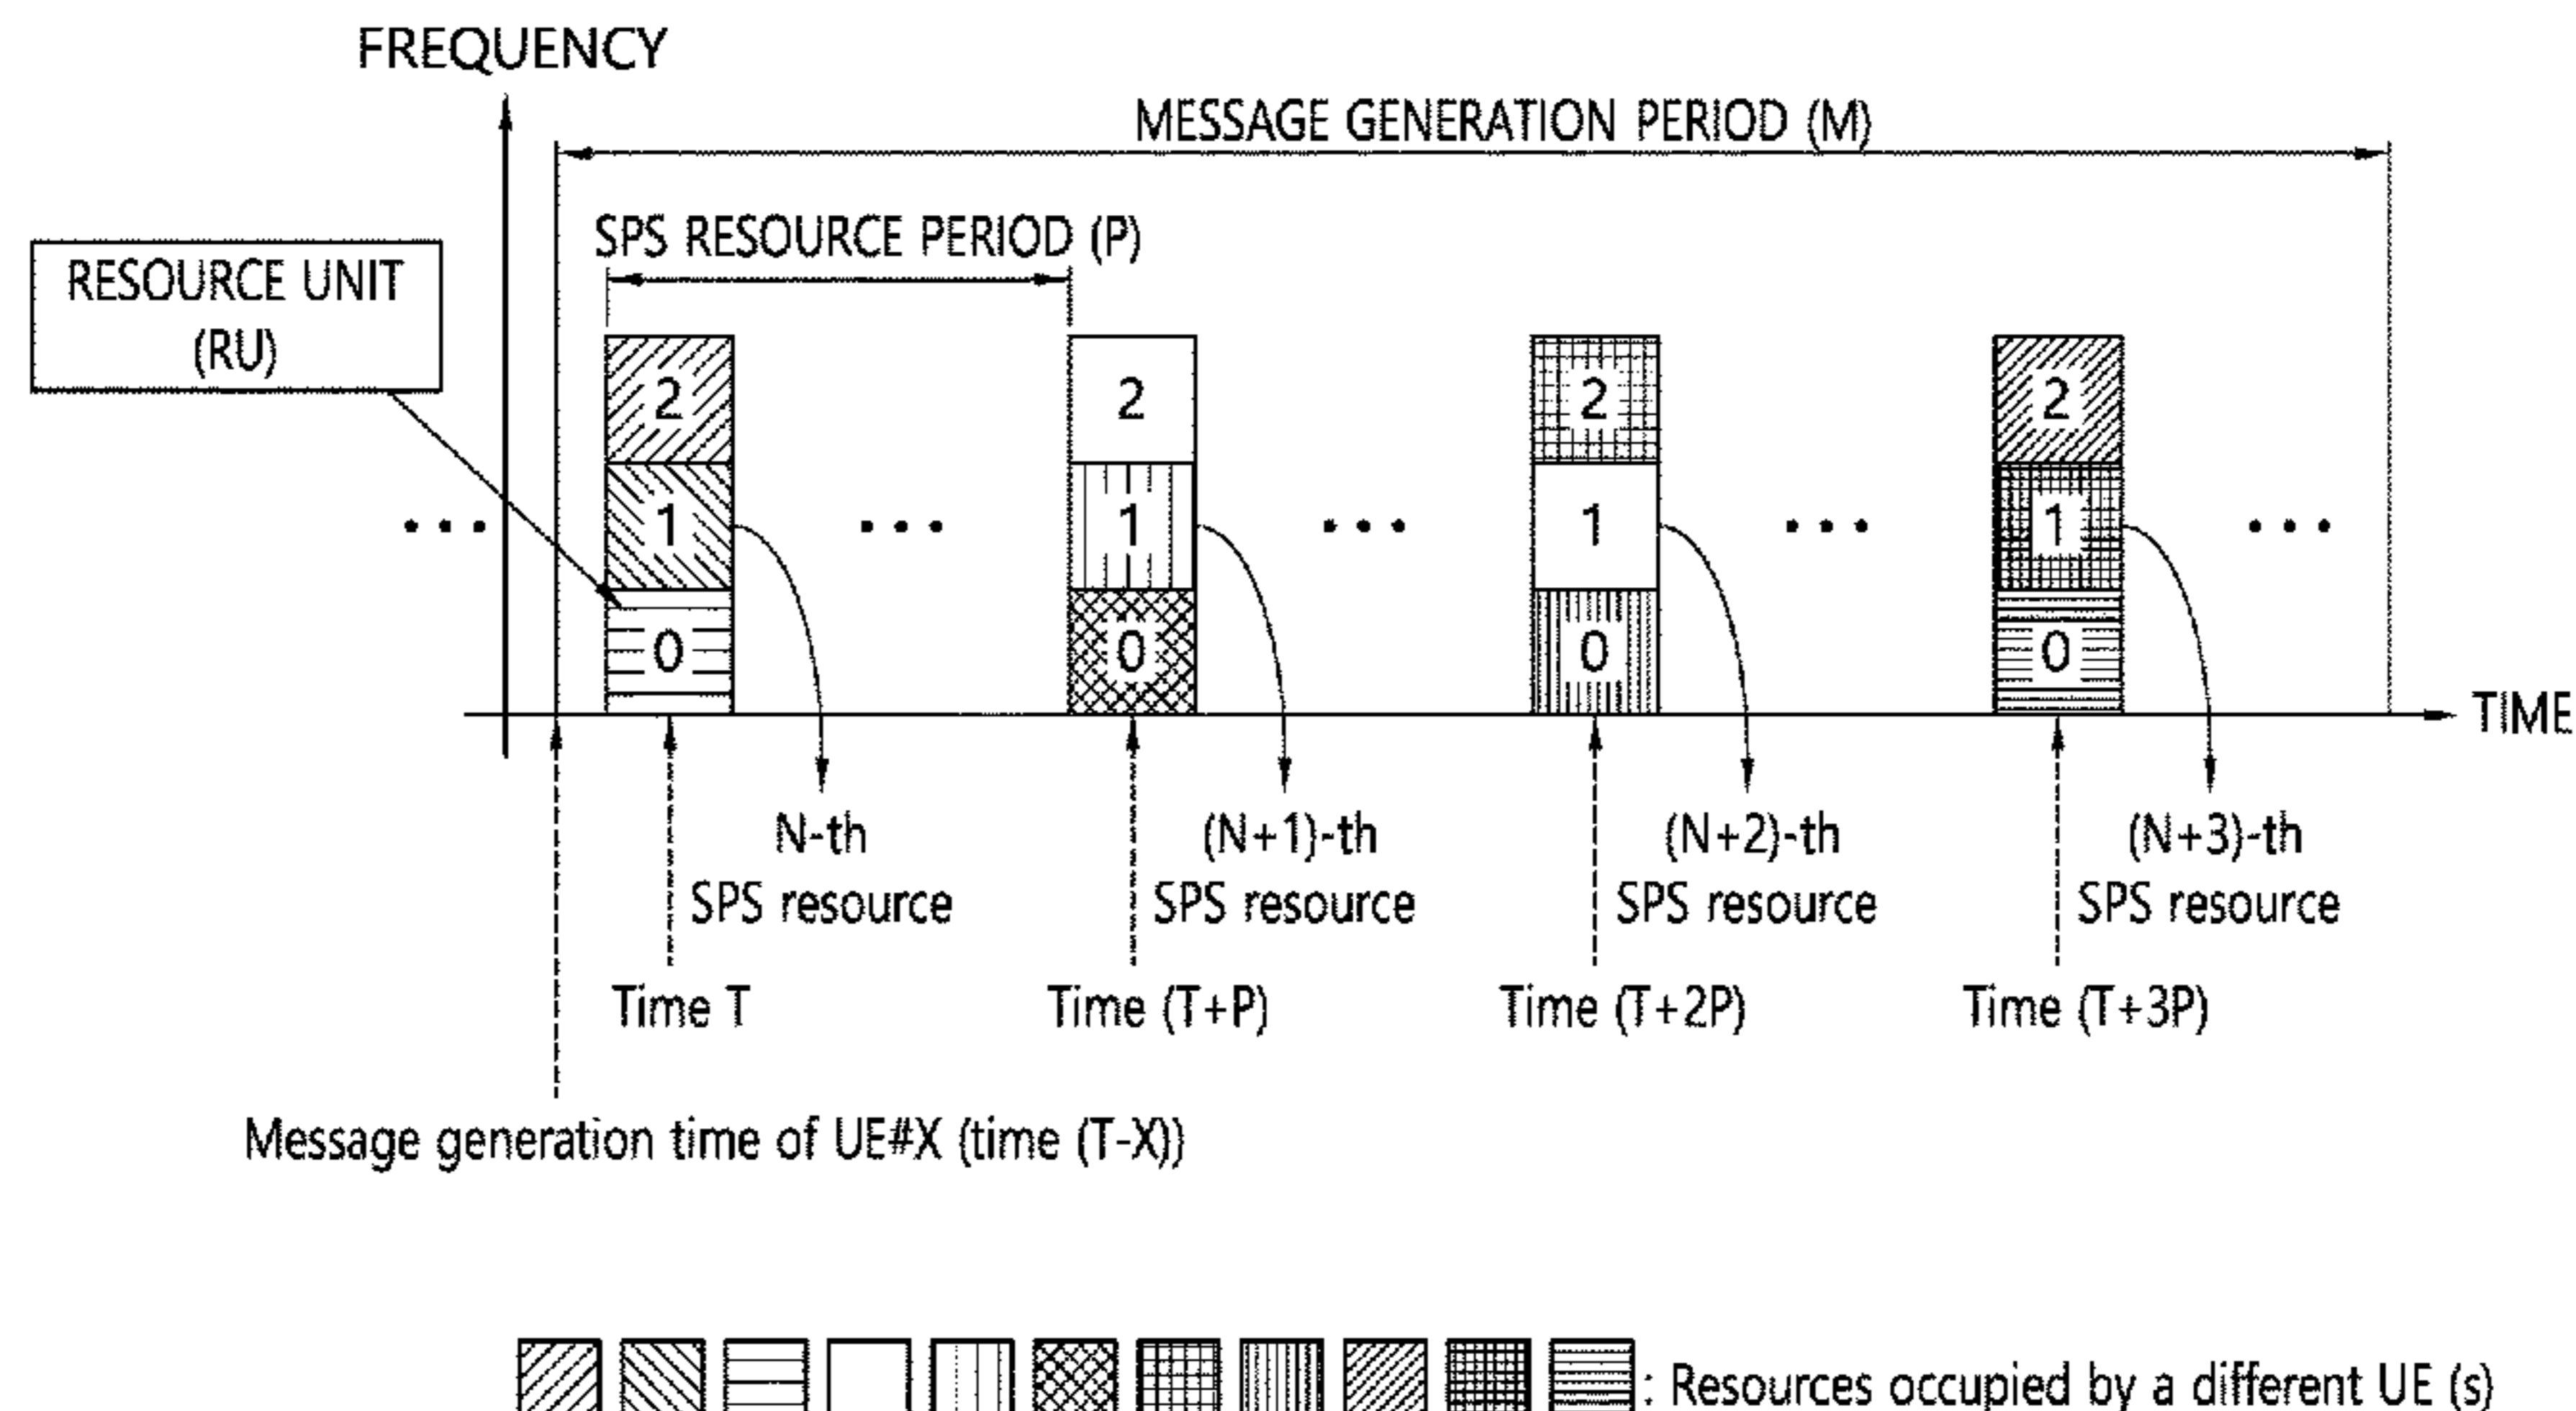 FREQUENCY
MESSAGE GENERATION PERIOD (M)
SPS RESOURCE PERIOD (P)
RESOURCE UNIT
(RU)
2
2
2
2
1
1
1
1
0
0
0
0
TIME
N-th
SPS resource
(N+1)-th
SPS resource
(N+2)-th
SPS resource
(N+3)-th
SPS resource
Time T
Time (T+P)
Time (T+2P)
Time (T+3P)
Message generation time of UE#X (time (T-X))
: Resources occupied by a different UE (s)